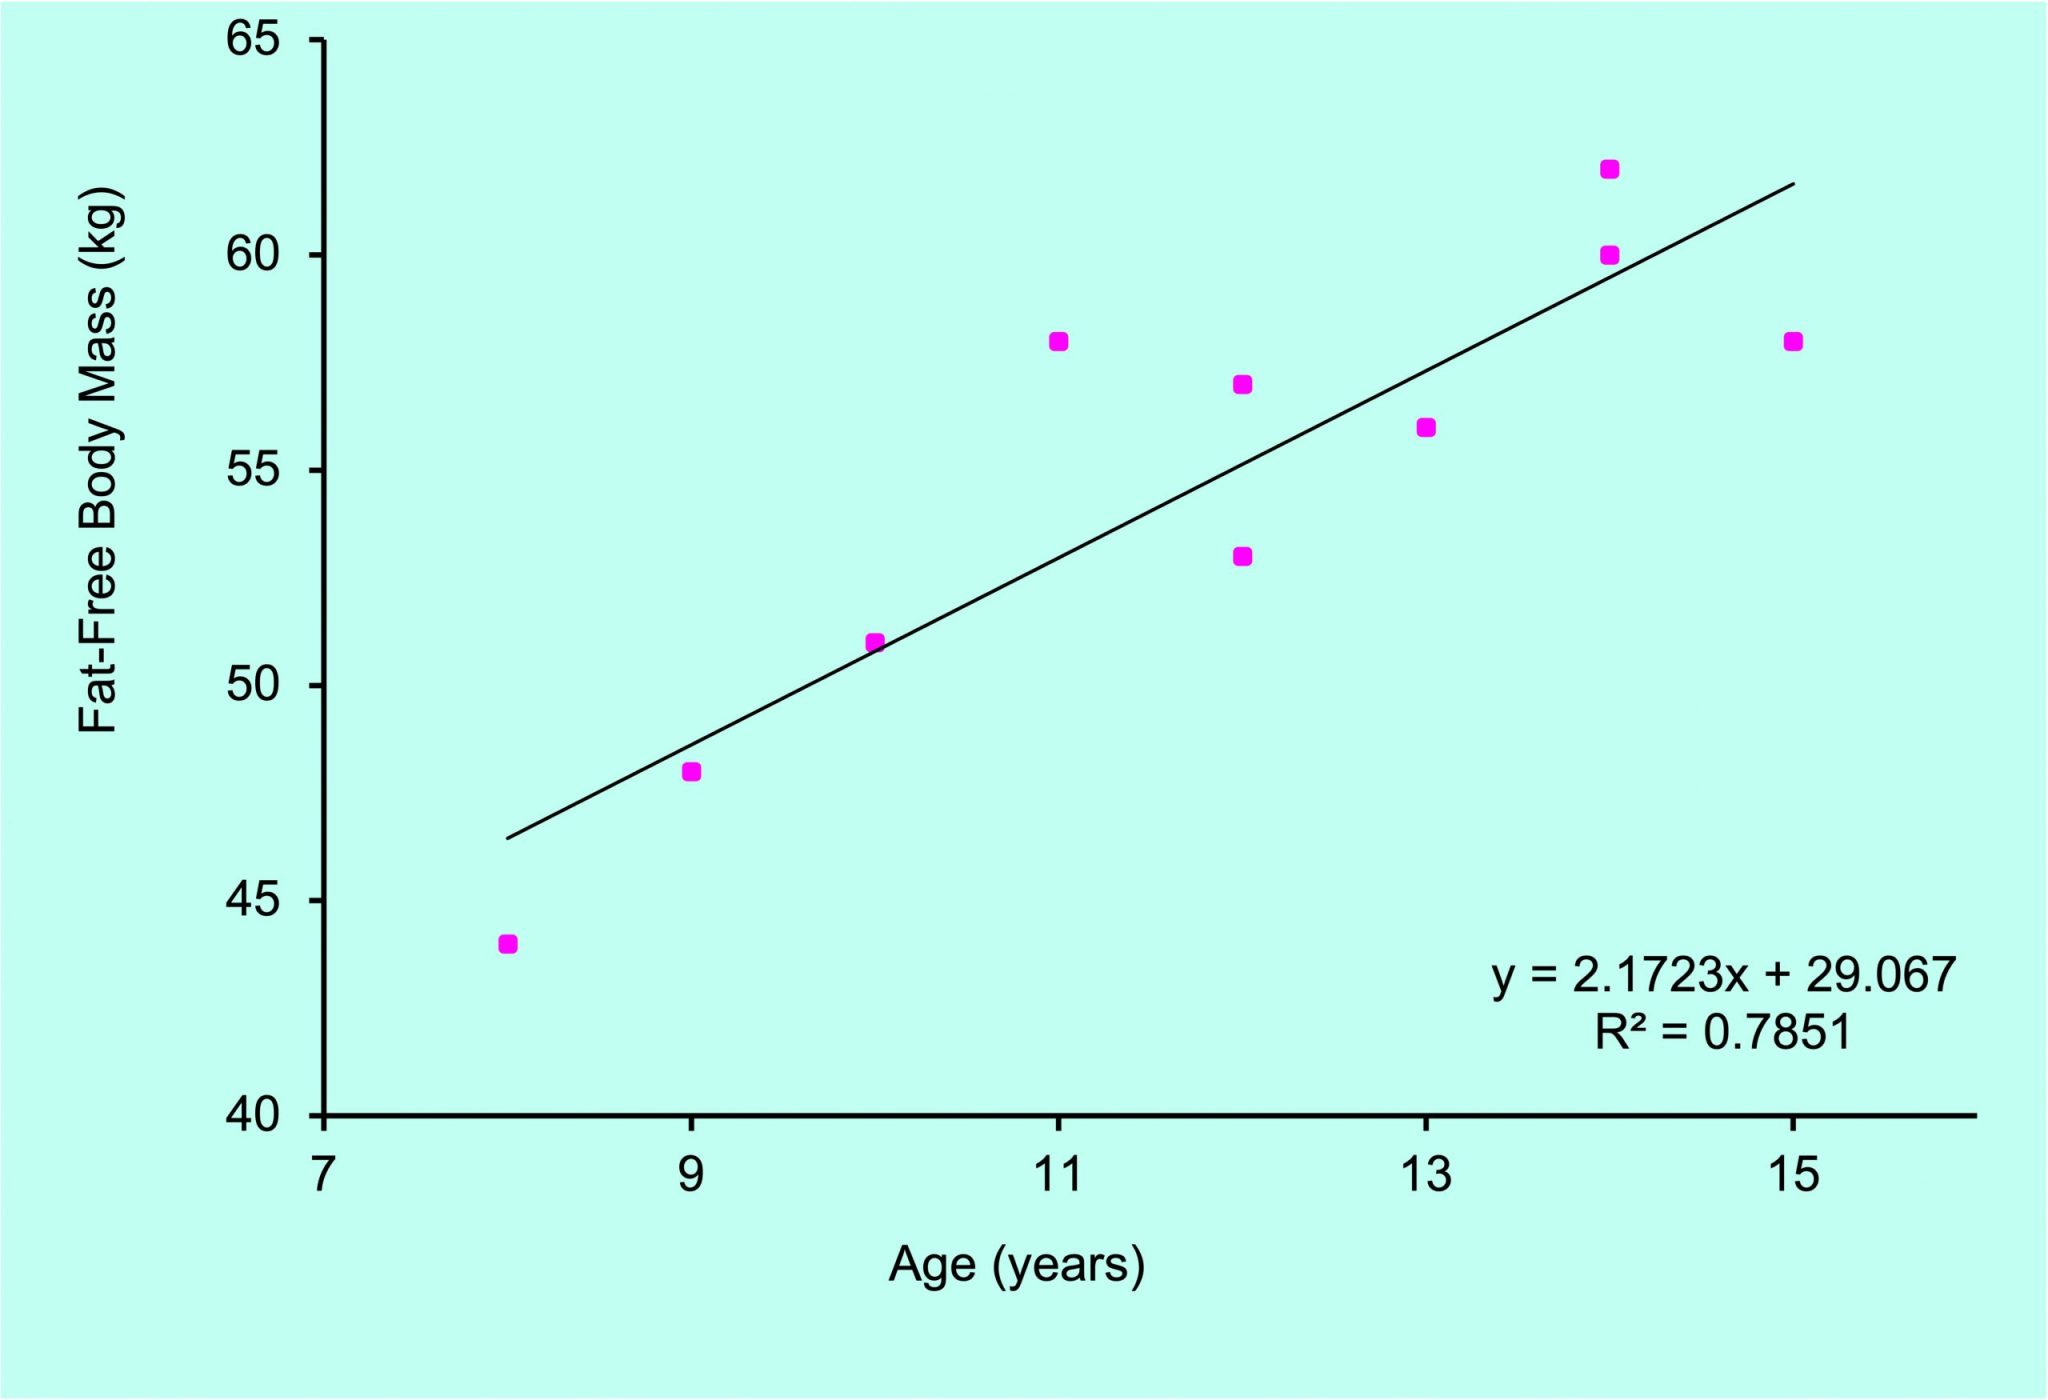 65
60
55
50
45
40
Fat-Free Body Mass (kg)
y = 2.1723x + 29.067
R² = 0.7851
7 9 11 13 15
Age (years)